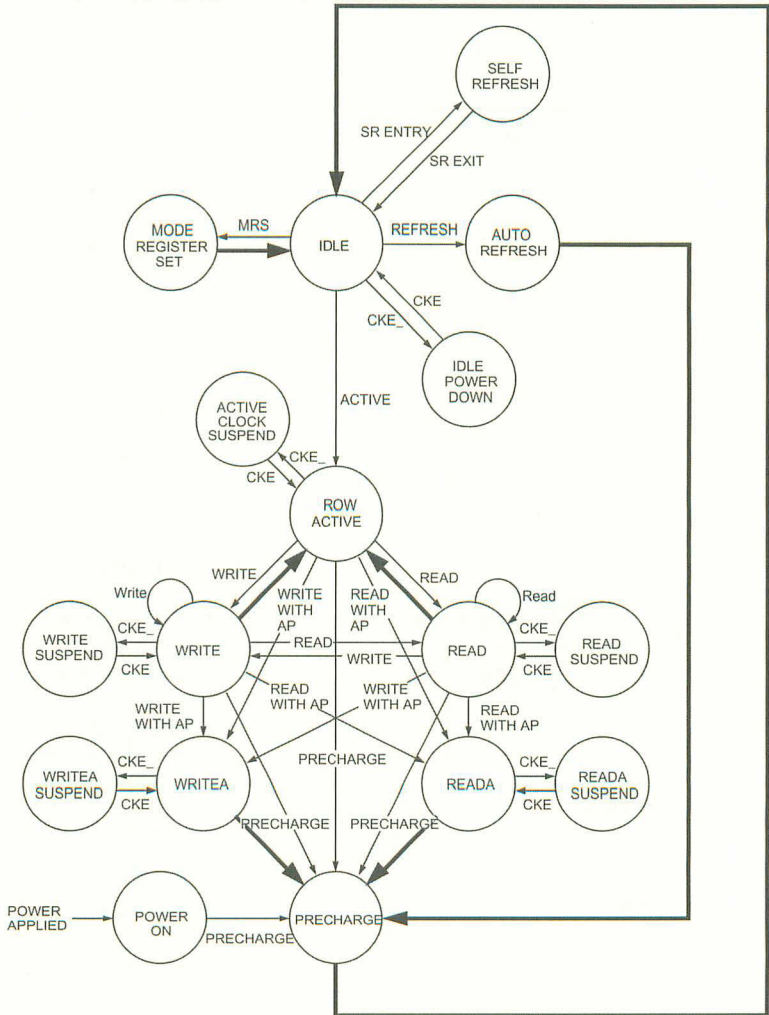 SELF
REFRESH
SR ENTRY
SR EXIT
MODE
REGISTER
SET
MRS
IDLE
REFRESH
AUTO
REFRESH
CKE
CKE_
IDLE
POWER
DOWN
ACTIVE
ACTIVE
CLOCK
SUSPEND
CKE_
CKE
ROW
ACTIVE
WRITE
WRITE
WITH
AP
READ
WITH
AP
READ
Write
Read
WRITE
SUSPEND
CKE_
CKE
WRITE
READ
WRITE
READ
CKE_
CKE
READ
SUSPEND
WRITE
WITH AP
READ
WITH AP
WRITE
WITH AP
READ
WITH AP
WRITEA
SUSPEND
CKE_
CKE
WRITEA
PRECHARGE
READA
CKE_
CKE
READA
SUSPEND
PRECHARGE
PRECHARGE
POWER
APPLIED
POWER
ON
PRECHARGE
PRECHARGE